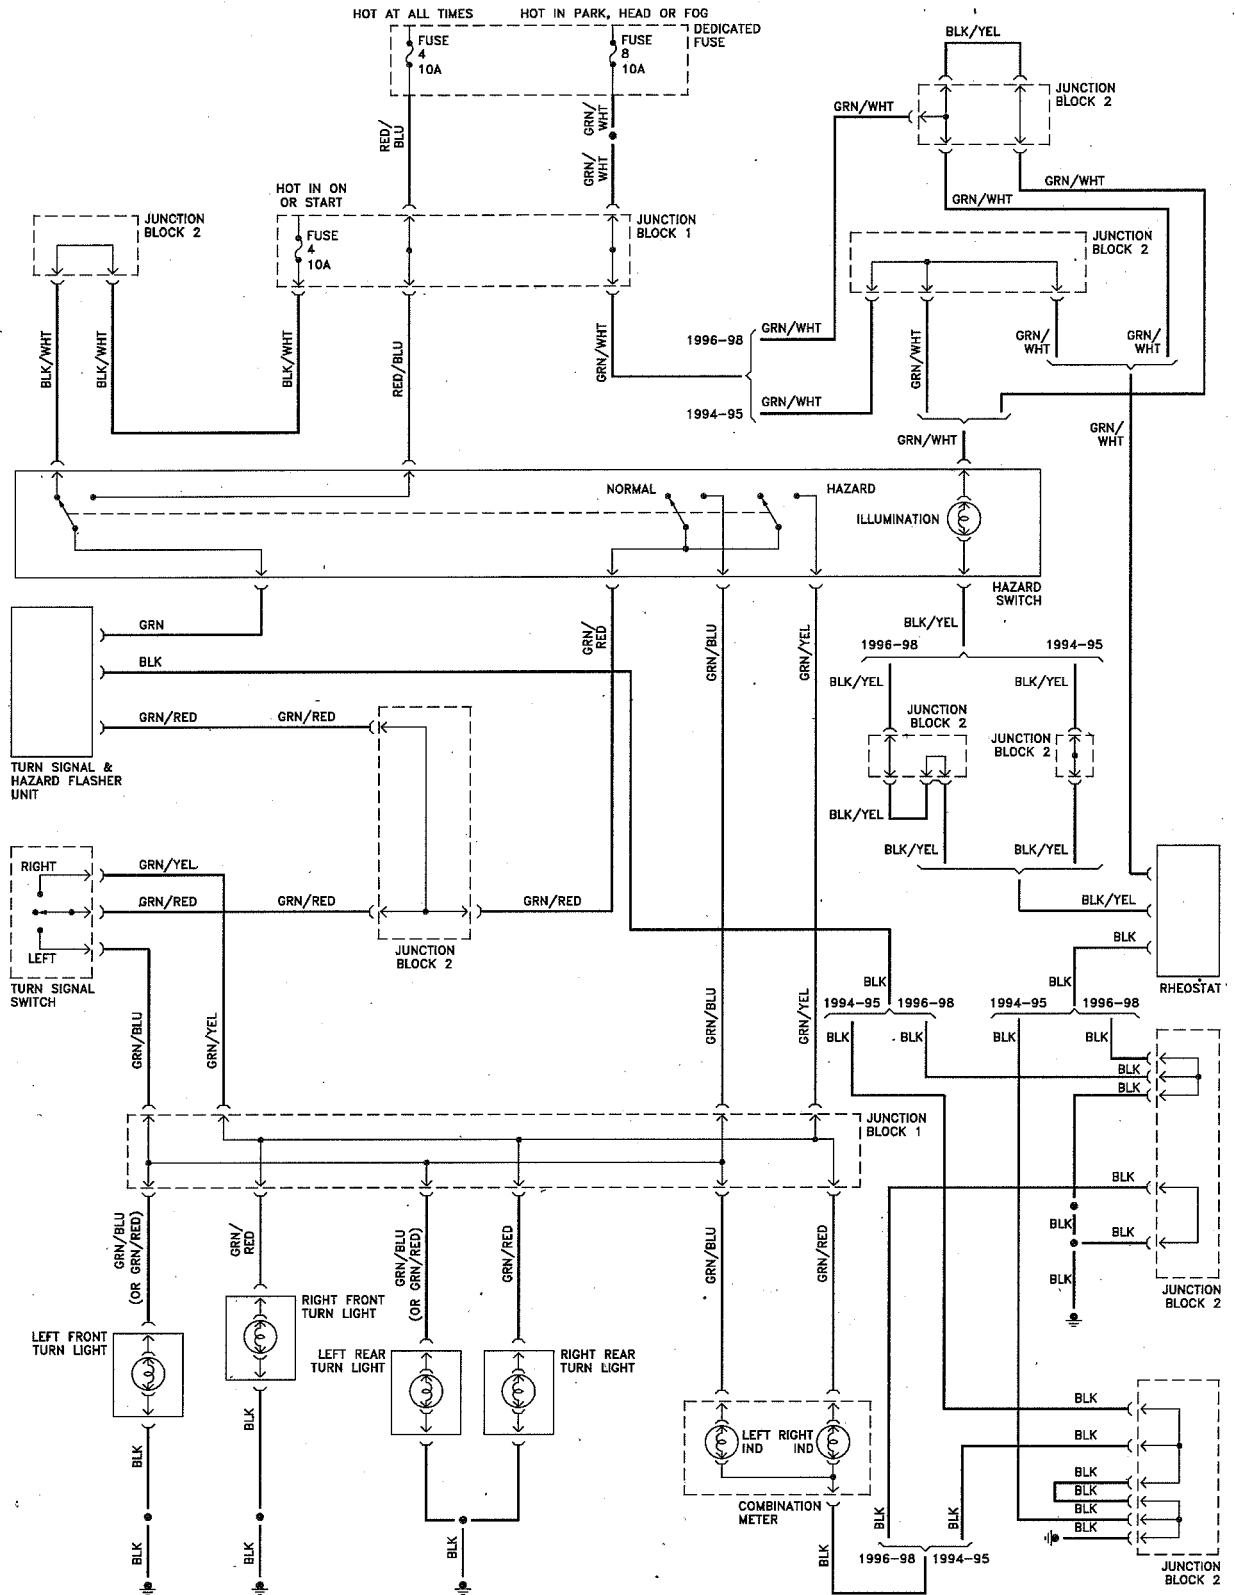 HOT AT ALL TIMES
HOT IN PARK, HEAD OR FOG
DEDICATED
FUSE
FUSE
4
10A
FUSE
8
10A
BLK/YEL
JUNCTION
BLOCK 2
GRN/WHT
RED/
BLU
GRN/
WHT
GRN/
WHT
GRN/WHT
GRN/WHT
HOT IN ON
OR START
JUNCTION
BLOCK 2
FUSE
4
10A
JUNCTION
BLOCK 1
JUNCTION
BLOCK 2
BLK/WHT
BLK/WHT
BLK/WHT
RED/BLU
GRN/WHT
1996-98
GRN/WHT
1994-95
GRN/WHT
GRN/WHT
GRN/
WHT
GRN/
WHT
GRN/WHT
GRN/
WHT
NORMAL
HAZARD
ILLUMINATION
HAZARD
SWITCH
GRN
BLK
GRN/RED
GRN/RED
TURN SIGNAL &
HAZARD FLASHER
UNIT
GRN/
RED
GRN/BLU
GRN/YEL
BLK/YEL
1996-98
1994-95
BLK/YEL
BLK/YEL
JUNCTION
BLOCK 2
JUNCTION
BLOCK 2
BLK/YEL
BLK/YEL
BLK/YEL
RIGHT
LEFT
TURN SIGNAL
SWITCH
GRN/YEL
GRN/RED
GRN/RED
GRN/RED
JUNCTION
BLOCK 2
BLK/YEL
BLK
RHEOSTAT
BLK
1994-95
1996-98
1994-95
1996-98
BLK
BLK
BLK
BLK
BLK
BLK
GRN/BLU
GRN/YEL
GRN/BLU
GRN/YEL
JUNCTION
BLOCK 1
BLK
BLK
BLK
BLK
JUNCTION
BLOCK 2
GRN/BLU
(OR GRN/RED)
GRN/
RED
GRN/BLU
(OR GRN/RED)
GRN/RED
GRN/BLU
GRN/RED
LEFT FRONT
TURN LIGHT
RIGHT FRONT
TURN LIGHT
LEFT REAR
TURN LIGHT
RIGHT REAR
TURN LIGHT
LEFT
IND
RIGHT
IND
COMBINATION
METER
BLK
BLK
BLK
BLK
BLK
BLK
BLK
BLK
1996-98
1994-95
BLK
BLK
BLK
BLK
BLK
BLK
JUNCTION
BLOCK 2